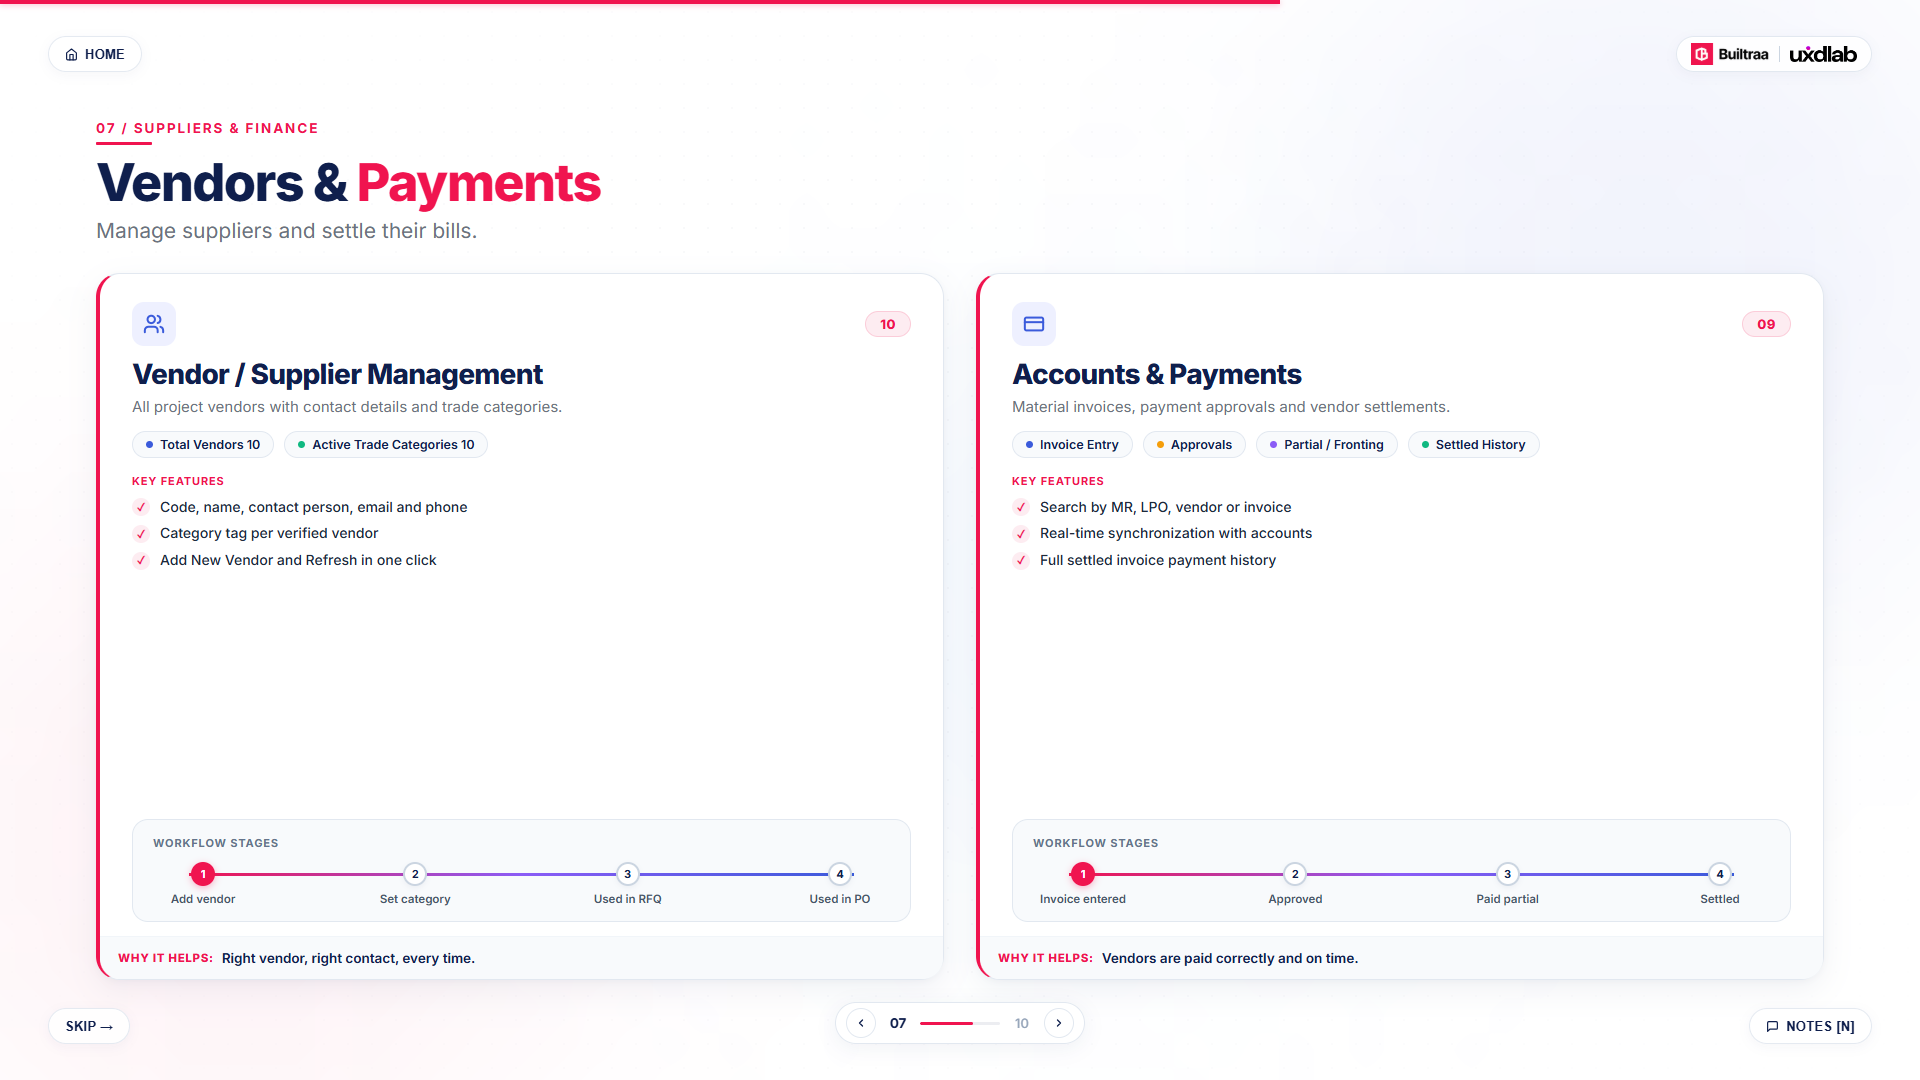 HOME
Builtraa
uxdlab
07 / SUPPLIERS & FINANCE
Vendors & Payments
Manage suppliers and settle their bills.
10
Vendor / Supplier Management
All project vendors with contact details and trade categories.
Total Vendors 10
Active Trade Categories 10
KEY FEATURES
Code, name, contact person, email and phone
Category tag per verified vendor
Add New Vendor and Refresh in one click
WORKFLOW STAGES
1
2
3
4
Add vendor
Set category
Used in RFQ
Used in PO
WHY IT HELPS: Right vendor, right contact, every time.
09
Accounts & Payments
Material invoices, payment approvals and vendor settlements.
Invoice Entry
Approvals
Partial / Fronting
Settled History
KEY FEATURES
Search by MR, LPO, vendor or invoice
Real-time synchronization with accounts
Full settled invoice payment history
WORKFLOW STAGES
1
2
3
4
Invoice entered
Approved
Paid partial
Settled
WHY IT HELPS: Vendors are paid correctly and on time.
SKIP →
07
10
NOTES [N]